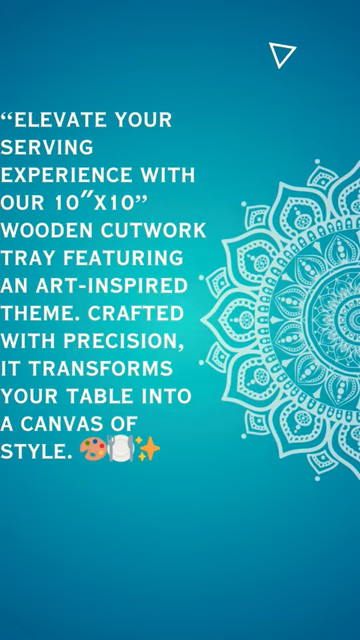 “ELEVATE YOUR
SERVING
EXPERIENCE WITH
OUR 10″X10”
WOODEN CUTWORK
TRAY FEATURING
AN ART-INSPIRED
THEME. CRAFTED
WITH PRECISION,
IT TRANSFORMS
YOUR TABLE INTO
A CANVAS OF
STYLE. 🎨🍽️✨